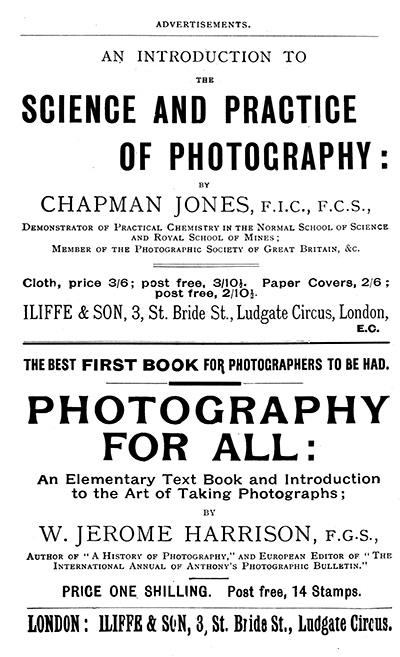 ADVERTISEMENTS.
AN INTRODUCTION TO
THE
SCIENCE AND PRACTICE
OF PHOTOGRAPHY:
BY
CHAPMAN JONES, F.I.C., F.C.S.,
DEMONSTRATOR OF PRACTICAL CHEMISTRY IN THE NORMAL SCHOOL OF SCIENCE
AND ROYAL SCHOOL OF MINES;
MEMBER OF THE PHOTOGRAPHIC SOCIETY OF GREAT BRITAIN, &C.
Cloth, price 3/6; post free, 3/10½. Paper Covers, 2/6;
post free, 2/10½.
ILIFFE & SON, 3, St. Bride St., Ludgate Circus, London,
E.C.
THE BEST FIRST BOOK FOR PHOTOGRAPHERS TO BE HAD.
PHOTOGRAPHY
FOR ALL:
An Elementary Text Book and Introduction
to the Art of Taking Photographs;
BY
W. JEROME HARRISON, F.G.S.,
AUTHOR OF "A HISTORY OF PHOTOGRAPHY," AND EUROPEAN EDITOR OF "THE
INTERNATIONAL ANNUAL OF ANTHONY'S PHOTOGRAPHIC BULLETIN."
PRICE ONE SHILLING. Post free, 14 Stamps.
LONDON: ILIFFE & SON, 3, St. Bride St., Ludgate Circus.